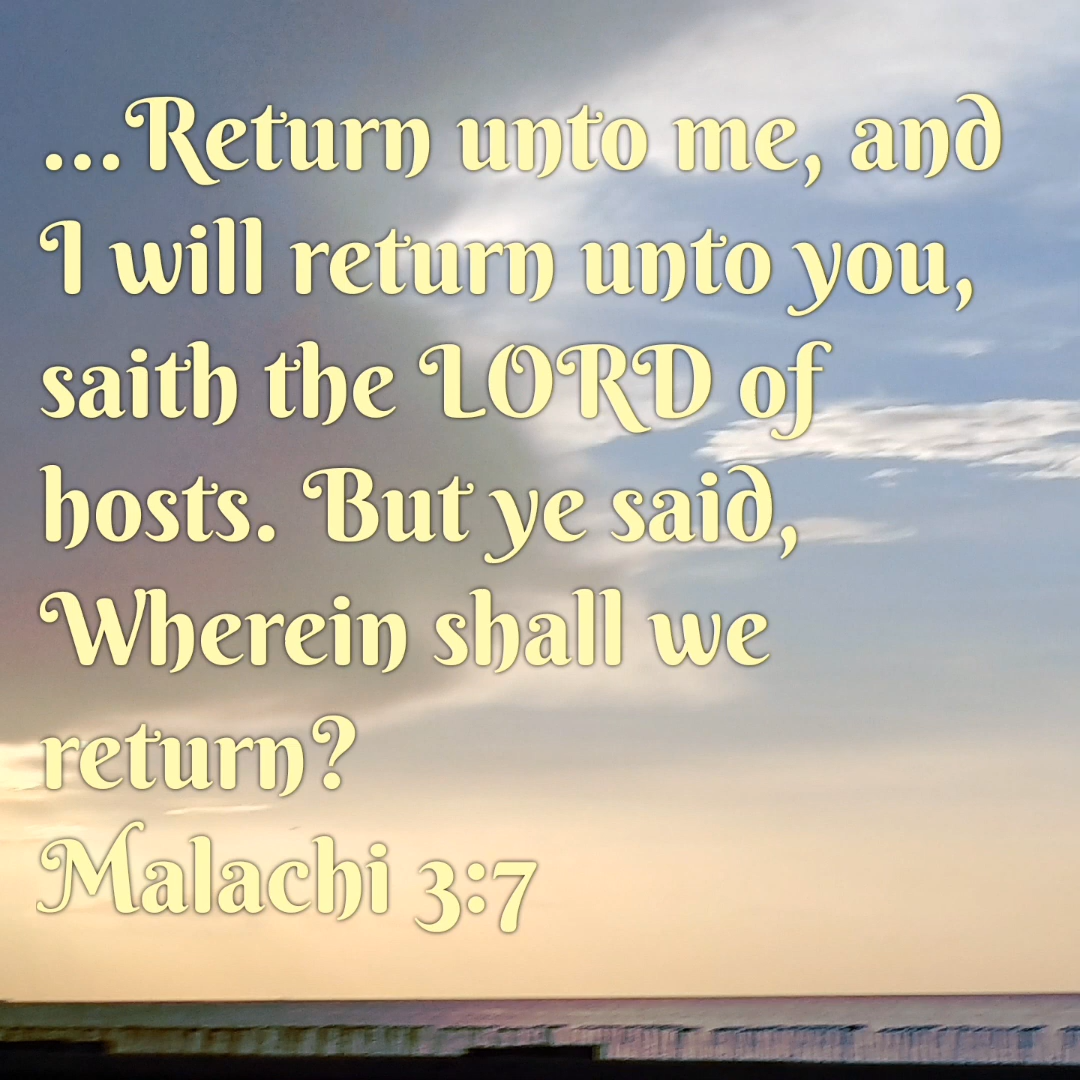 ...Return unto me, and
I will return unto you,
saith the LORD of
hosts. But ye said,
Wherein shall we
return?
Malachi 3:7